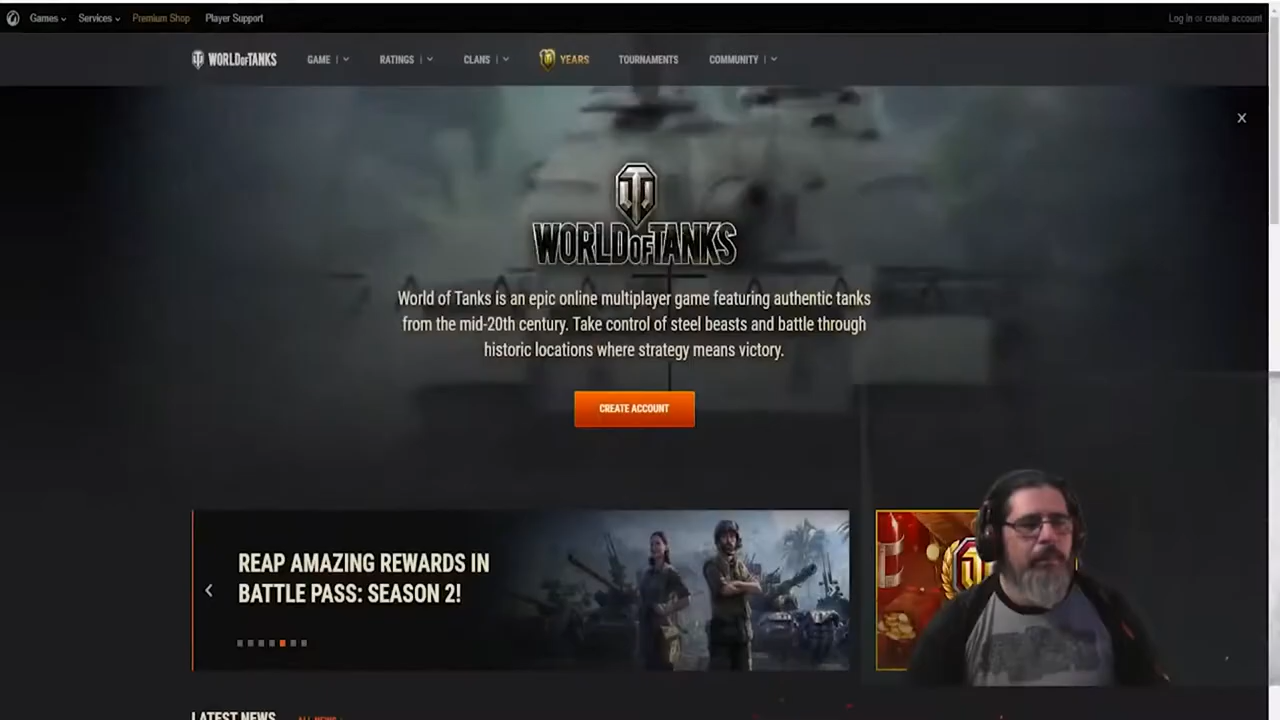 Games
Services
Premium Shop
Player Support
Log in or create account
WORLD OF TANKS
GAME
RATINGS
CLANS
10 YEARS
TOURNAMENTS
COMMUNITY
X
WORLD OF TANKS
World of Tanks is an epic online multiplayer game featuring authentic tanks
from the mid-20th century. Take control of steel beasts and battle through
historic locations where strategy means victory.
CREATE ACCOUNT
REAP AMAZING REWARDS IN
BATTLE PASS: SEASON 2!
LATEST NEWS
ALL NEWS